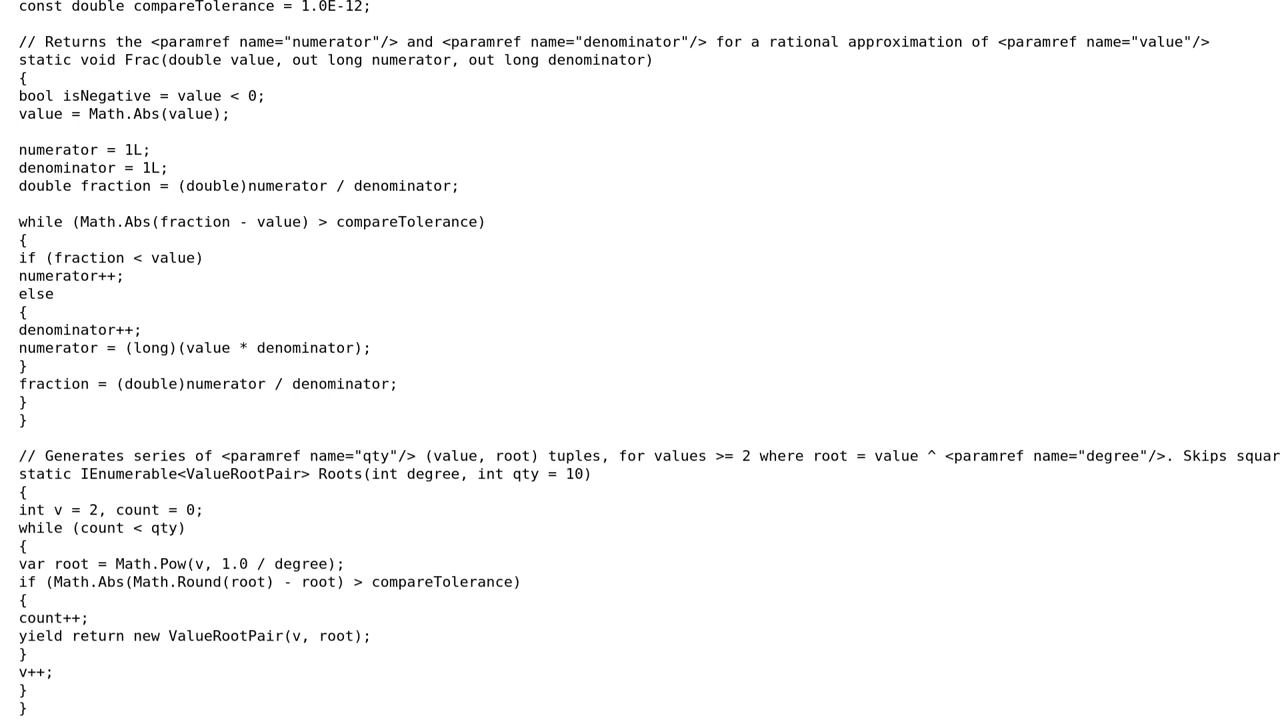 const double compareTolerance = 1.0E-12;
// Returns the <paramref name="numerator"/> and <paramref name="denominator"/> for a rational approximation of <paramref name="value"/>
static void Frac(double value, out long numerator, out long denominator)
{
bool isNegative = value < 0;
value = Math.Abs(value);
numerator = 1L;
denominator = 1L;
double fraction = (double)numerator / denominator;
while (Math.Abs(fraction - value) > compareTolerance)
{
if (fraction < value)
numerator++;
else
{
denominator++;
numerator = (long)(value * denominator);
}
fraction = (double)numerator / denominator;
}
}
// Generates series of <paramref name="qty"/> (value, root) tuples, for values >= 2 where root = value ^ <paramref name="degree"/>. Skips squar
static IEnumerable<ValueRootPair> Roots(int degree, int qty = 10)
{
int v = 2, count = 0;
while (count < qty)
{
var root = Math.Pow(v, 1.0 / degree);
if (Math.Abs(Math.Round(root) - root) > compareTolerance)
{
count++;
yield return new ValueRootPair(v, root);
}
v++;
}
}